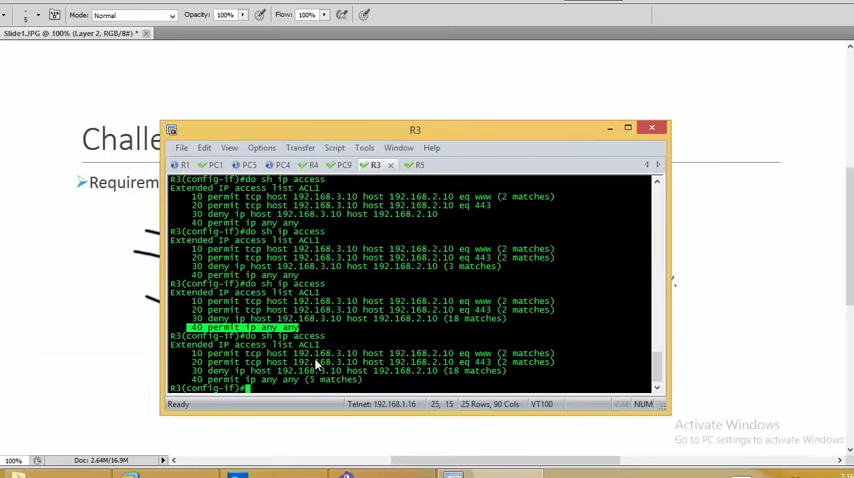 5
Mode: Normal
Opacity: 100%
Flow: 100%
Slide1.JPG @ 100% (Layer 2, RGB/8#) *
Challe
Requirem
R3
File Edit View Options Transfer Script Tools Window Help
R1 PC1 PC5 PC4 R4 PC9 R3 R5
R3(config-if)#do sh ip access
Extended IP access list ACL1
10 permit tcp host 192.168.3.10 host 192.168.2.10 eq www (2 matches)
20 permit tcp host 192.168.3.10 host 192.168.2.10 eq 443
30 deny ip host 192.168.3.10 host 192.168.2.10
40 permit ip any any
R3(config-if)#do sh ip access
Extended IP access list ACL1
10 permit tcp host 192.168.3.10 host 192.168.2.10 eq www (2 matches)
20 permit tcp host 192.168.3.10 host 192.168.2.10 eq 443 (2 matches)
30 deny ip host 192.168.3.10 host 192.168.2.10 (3 matches)
40 permit ip any any
R3(config-if)#do sh ip access
Extended IP access list ACL1
10 permit tcp host 192.168.3.10 host 192.168.2.10 eq www (2 matches)
20 permit tcp host 192.168.3.10 host 192.168.2.10 eq 443 (2 matches)
30 deny ip host 192.168.3.10 host 192.168.2.10 (18 matches)
40 permit ip any any
R3(config-if)#do sh ip access
Extended IP access list ACL1
10 permit tcp host 192.168.3.10 host 192.168.2.10 eq www (2 matches)
20 permit tcp host 192.168.3.10 host 192.168.2.10 eq 443 (2 matches)
30 deny ip host 192.168.3.10 host 192.168.2.10 (18 matches)
40 permit ip any any (5 matches)
R3(config-if)#
Ready Telnet: 192.168.1.16 25, 15 25 Rows, 90 Cols VT100 CAP NUM
Activate Windows
Go to PC settings to activate Windows.
100% Doc: 2.64M/16.9M